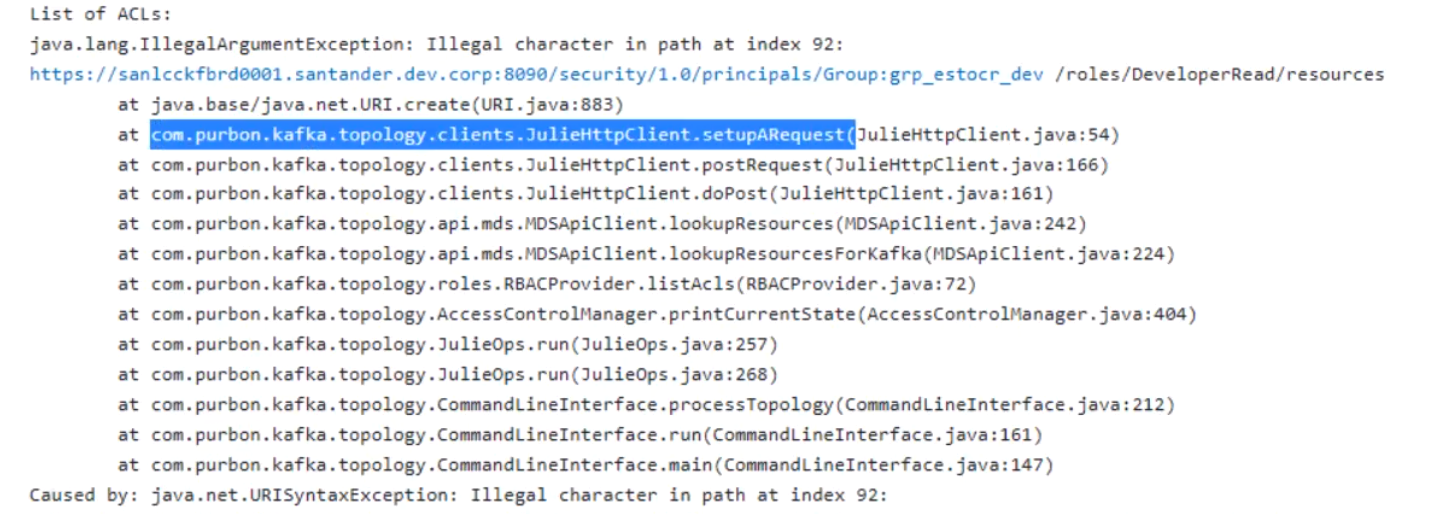 List of ACLs:
java.lang.IllegalArgumentException: Illegal character in path at index 92:
https://sanlcckfbrd0001.santander.dev.corp:8090/security/1.0/principals/Group:grp_estocr_dev /roles/DeveloperRead/resources
at java.base/java.net.URI.create(URI.java:883)
at com.purbon.kafka.topology.clients.JulieHttpClient.setupARequest(JulieHttpClient.java:54)
at com.purbon.kafka.topology.clients.JulieHttpClient.postRequest(JulieHttpClient.java:166)
at com.purbon.kafka.topology.clients.JulieHttpClient.doPost(JulieHttpClient.java:161)
at com.purbon.kafka.topology.api.mds.MDSApiClient.lookupResources(MDSApiClient.java:242)
at com.purbon.kafka.topology.api.mds.MDSApiClient.lookupResourcesForKafka(MDSApiClient.java:224)
at com.purbon.kafka.topology.roles.RBACProvider.listAcls(RBACProvider.java:72)
at com.purbon.kafka.topology.AccessControlManager.printCurrentState(AccessControlManager.java:404)
at com.purbon.kafka.topology.JulieOps.run(JulieOps.java:257)
at com.purbon.kafka.topology.JulieOps.run(JulieOps.java:268)
at com.purbon.kafka.topology.CommandLineInterface.processTopology(CommandLineInterface.java:212)
at com.purbon.kafka.topology.CommandLineInterface.run(CommandLineInterface.java:161)
at com.purbon.kafka.topology.CommandLineInterface.main(CommandLineInterface.java:147)
Caused by: java.net.URISyntaxException: Illegal character in path at index 92: